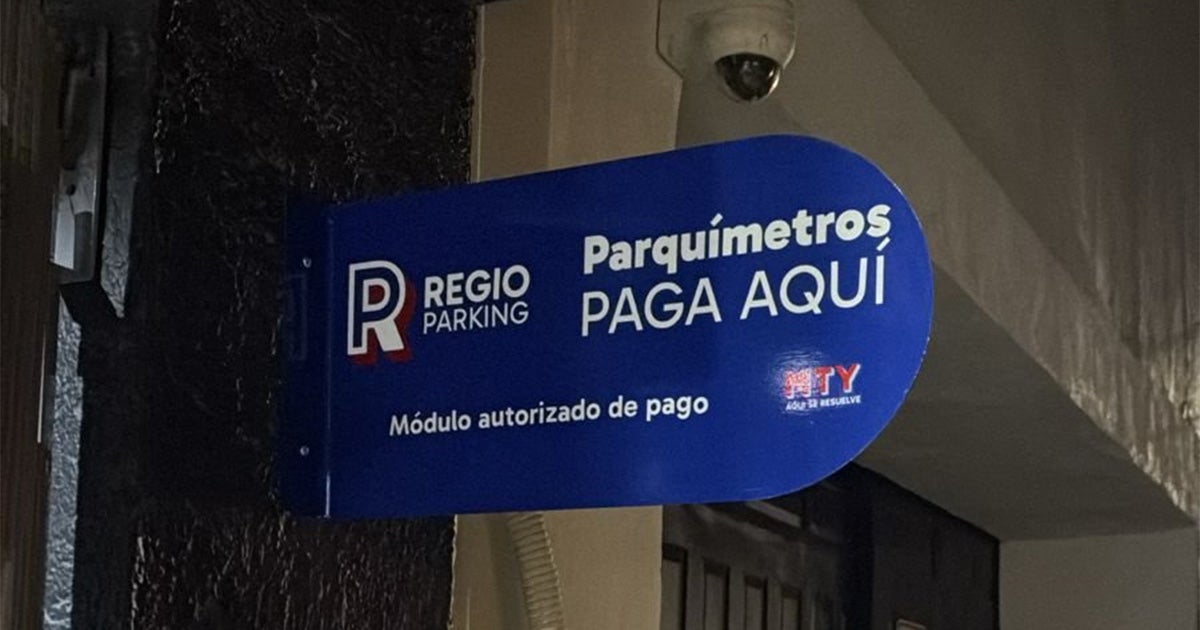 REGIO
PARKING
Parquímetros
PAGA AQUÍ
Módulo autorizado de pago
MTY
AQUÍ SE RESUELVE